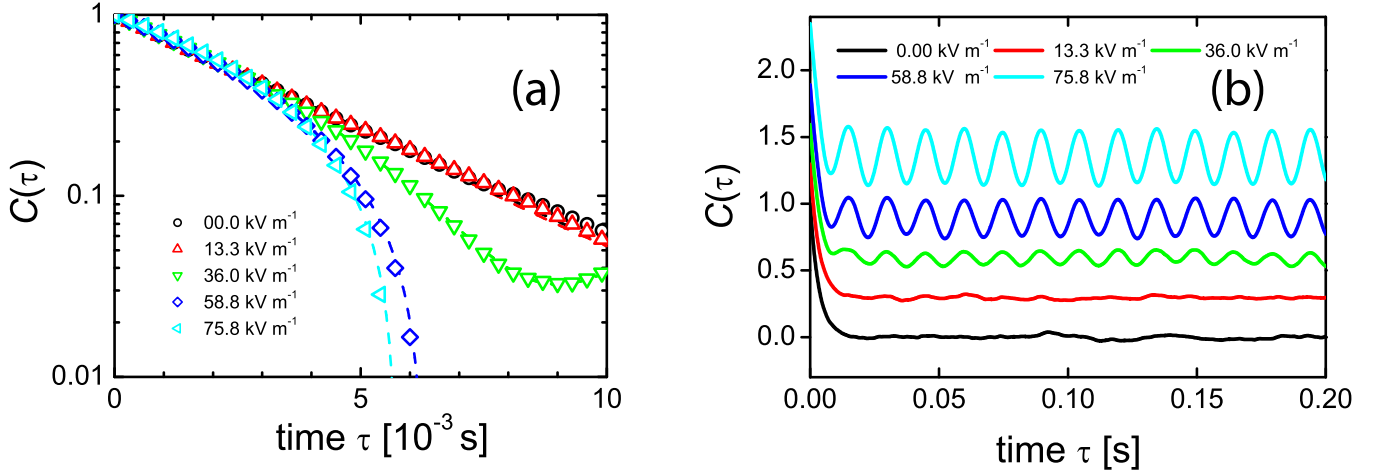 1
0.1
0.01
C(τ)
(a)
00.0 kV m⁻¹
13.3 kV m⁻¹
36.0 kV m⁻¹
58.8 kV m⁻¹
75.8 kV m⁻¹
0 5 10
time τ [10⁻³ s]
(b)
0.00 kV m⁻¹ 13.3 kV m⁻¹ 36.0 kV m⁻¹
58.8 kV m⁻¹ 75.8 kV m⁻¹
2.0
1.5
1.0
0.5
0.0
C(τ)
0.00 0.05 0.10 0.15 0.20
time τ [s]